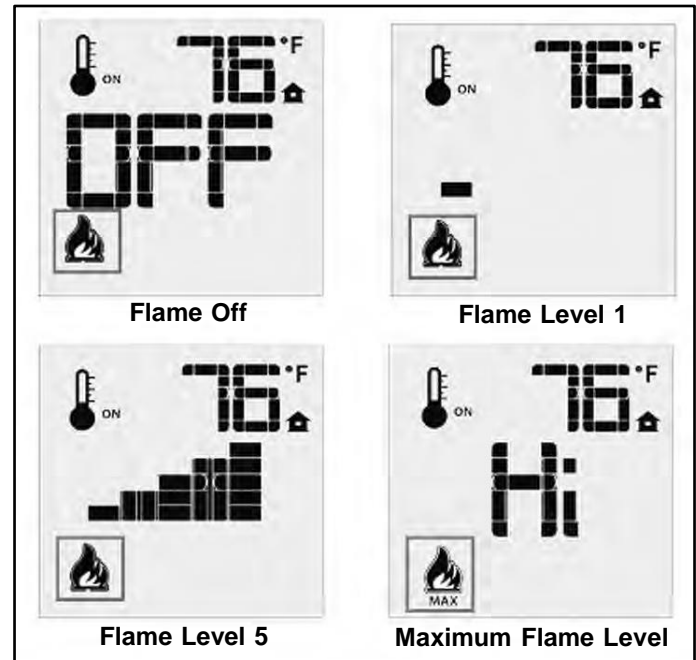 76 °F
ON
OFF
Flame Off
76 °F
ON
Flame Level 1
76 °F
ON
Flame Level 5
76 °F
ON
Hi
MAX
Maximum Flame Level